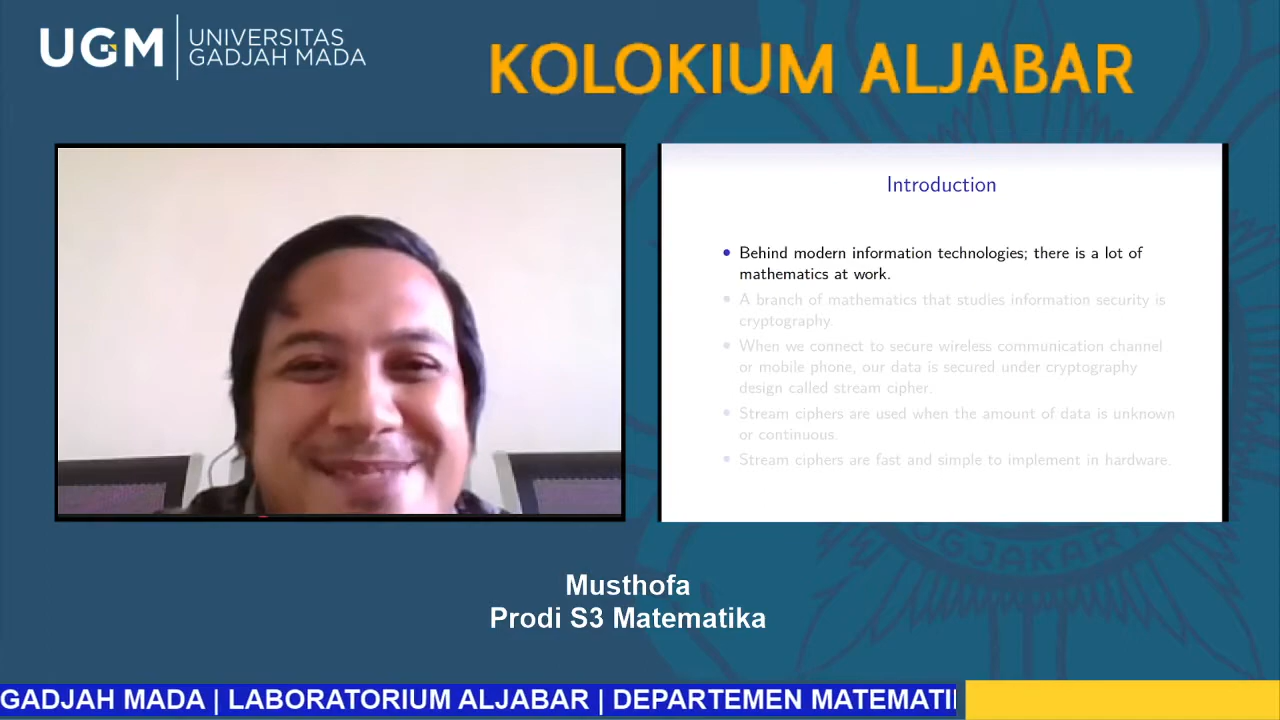 UGM
UNIVERSITAS
GADJAH MADA
KOLOKIUM ALJABAR
Introduction
• Behind modern information technologies; there is a lot of
mathematics at work.
• A branch of mathematics that studies information security is
cryptography
• When we connect to secure wireless communication channel
or mobile phone, our data is secured under cryptography
design called stream cipher.
• Stream ciphers are used when the amount of data is unknown
or continuous.
• Stream ciphers are fast and simple to implement in hardware.
Musthofa
Prodi S3 Matematika
GADJAH MADA | LABORATORIUM ALJABAR | DEPARTEMEN